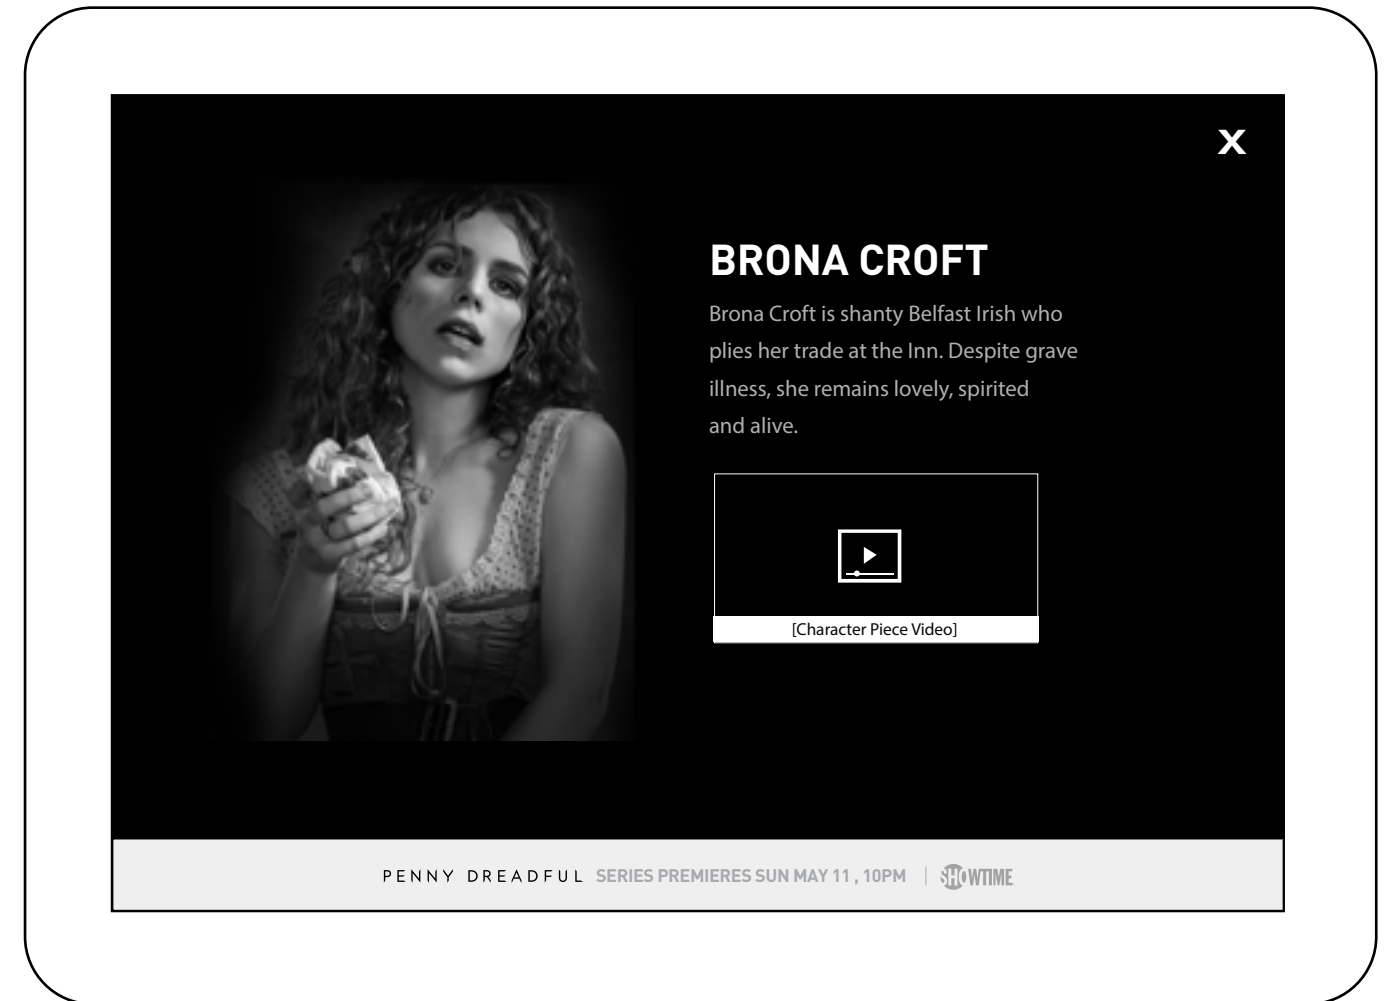 X
BRONA CROFT
Brona Croft is shanty Belfast Irish who
plies her trade at the Inn. Despite grave
illness, she remains lovely, spirited
and alive.
[Character Piece Video]
PENNY DREADFUL SERIES PREMIERES SUN MAY 11 , 10PM | SHOWTIME